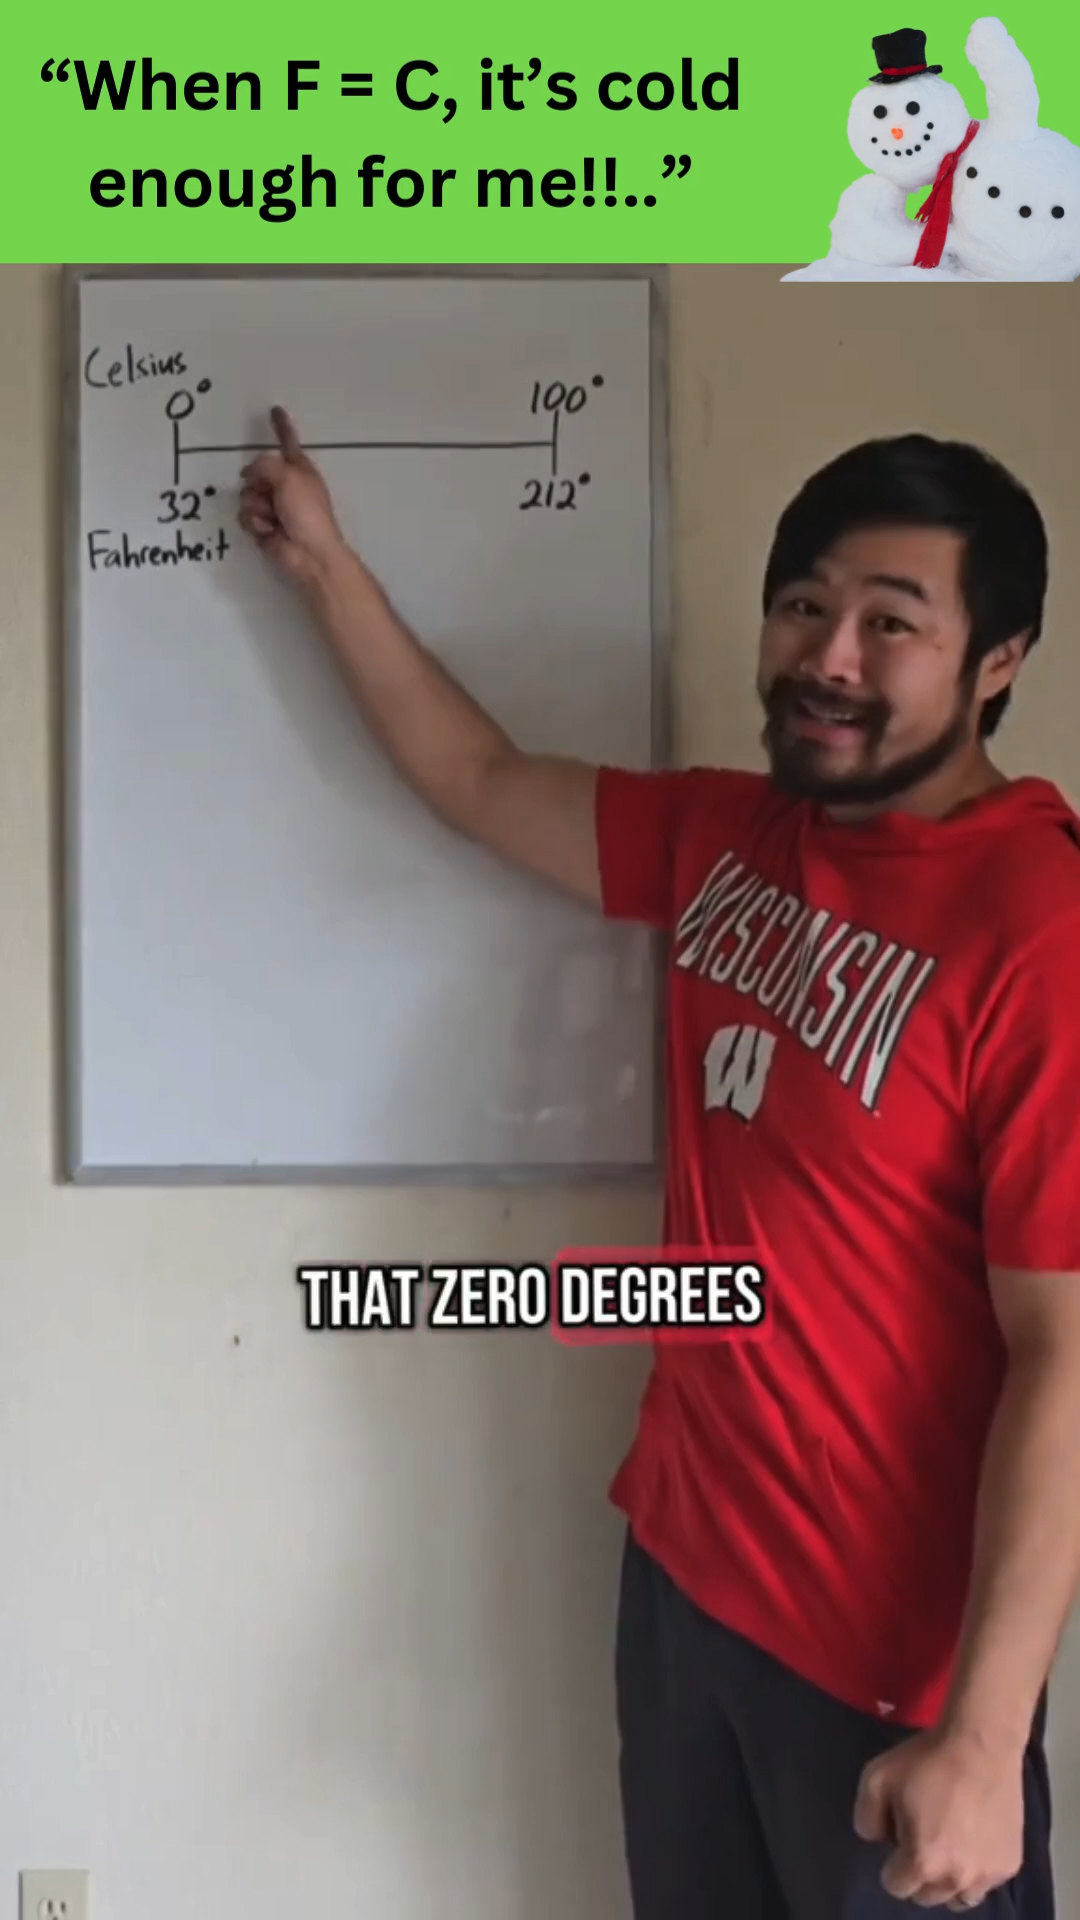 “When F = C, it’s cold
enough for me!!..”
Celsius
0° 100°
32° 212°
Fahrenheit
WISCONSIN
W
THAT ZERO DEGREES